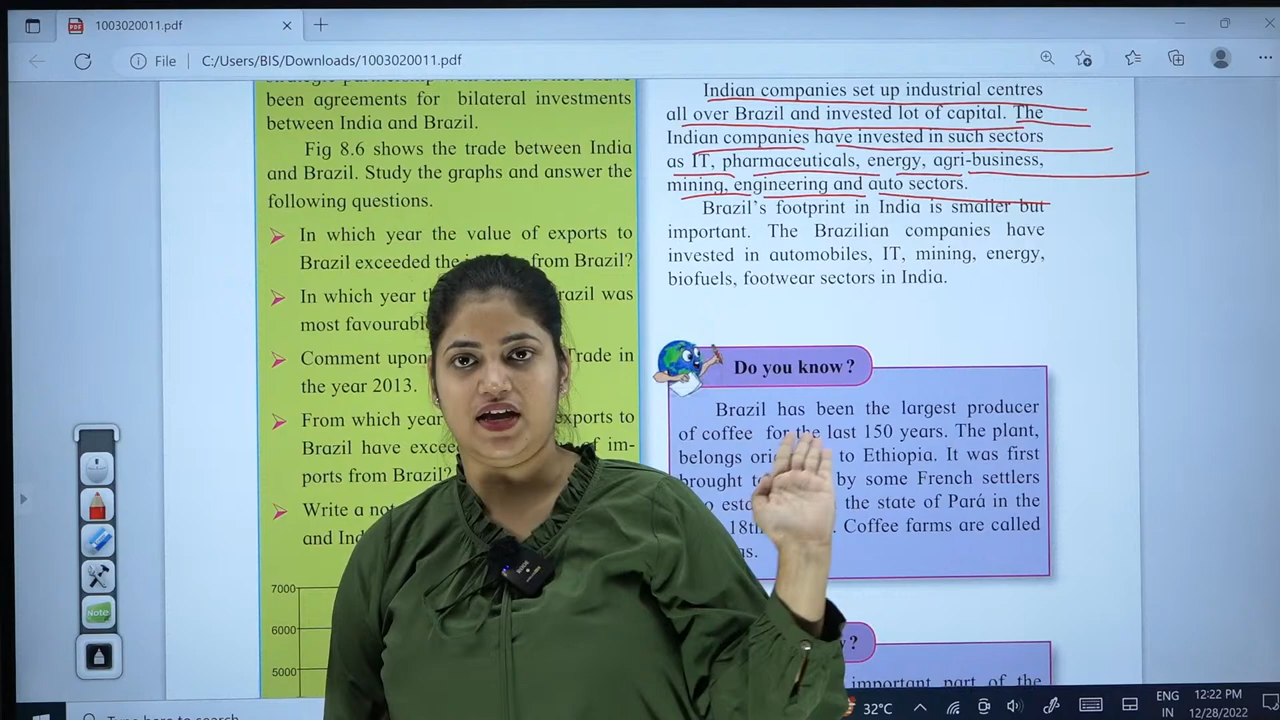 1003020011.pdf
File
C:/Users/BIS/Downloads/1003020011.pdf
been agreements for bilateral investments
between India and Brazil.
Fig 8.6 shows the trade between India
and Brazil. Study the graphs and answer the
following questions.
In which year the value of exports to
Brazil exceeded the from Brazil?
In which year razil was
most favourabl
Comment upon Trade in
the year 2013.
From which year exports to
Brazil have excee of im-
ports from Brazil?
Write a no
and Ind
7000
6000
5000
Indian companies set up industrial centres
all over Brazil and invested lot of capital. The
Indian companies have invested in such sectors
as IT, pharmaceuticals, energy, agri-business,
mining, engineering and auto sectors.
Brazil's footprint in India is smaller but
important. The Brazilian companies have
invested in automobiles, IT, mining, energy,
biofuels, footwear sectors in India.
Do you know?
Brazil has been the largest producer
of coffee for the last 150 years. The plant,
belongs ori to Ethiopia. It was first
brought by some French settlers
esta the state of Pará in the
18th . Coffee farms are called
as.
?
important part of the
Note
32°C
ENG
IN
12:22 PM
12/28/2022